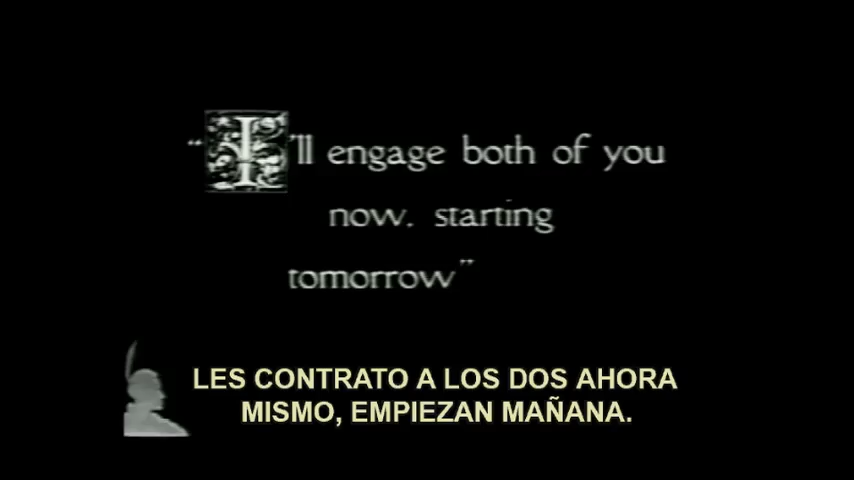 "I'll engage both of you
now. starting
tomorrow"
LES CONTRATO A LOS DOS AHORA
MISMO, EMPIEZAN MAÑANA.